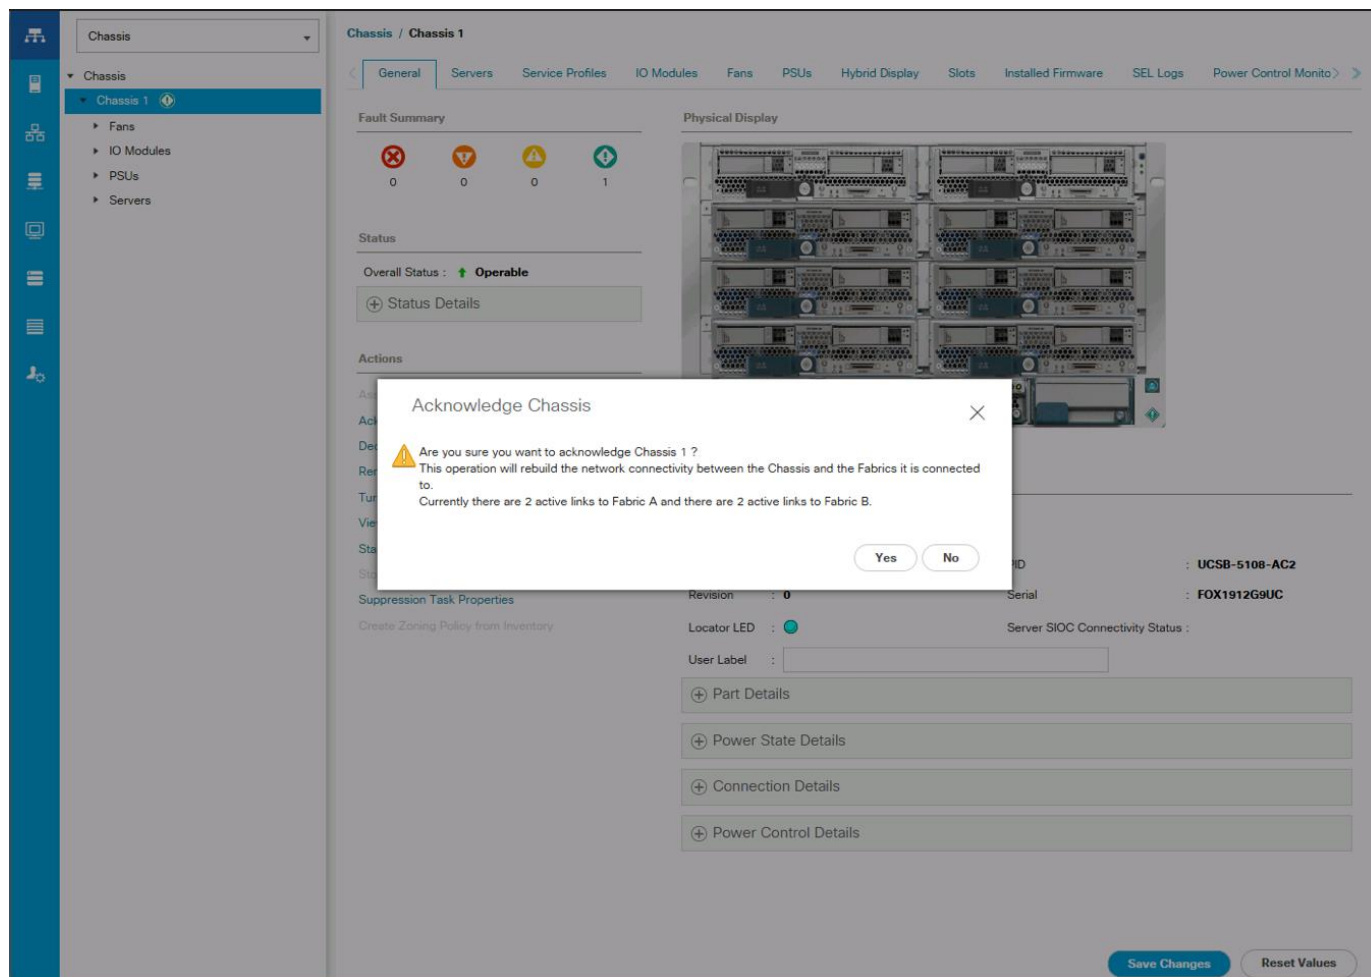 Chassis
Chassis / Chassis 1
Chassis
Chassis 1
Fans
IO Modules
PSUs
Servers
General Servers Service Profiles IO Modules Fans PSUs Hybrid Display Slots Installed Firmware SEL Logs Power Control Monito
Fault Summary
0 0 0 1
Status
Overall Status : Operable
Status Details
Actions
Physical Display
Acknowledge Chassis
Are you sure you want to acknowledge Chassis 1 ?
This operation will rebuild the network connectivity between the Chassis and the Fabrics it is connected
to.
Currently there are 2 active links to Fabric A and there are 2 active links to Fabric B.
Yes No
Suppression Task Properties
Create Zoning Policy from Inventory
: UCSB-5108-AC2
Revision : 0
Serial : FOX1912G9UC
Locator LED :
Server SIOC Connectivity Status :
User Label :
Part Details
Power State Details
Connection Details
Power Control Details
Save Changes Reset Values